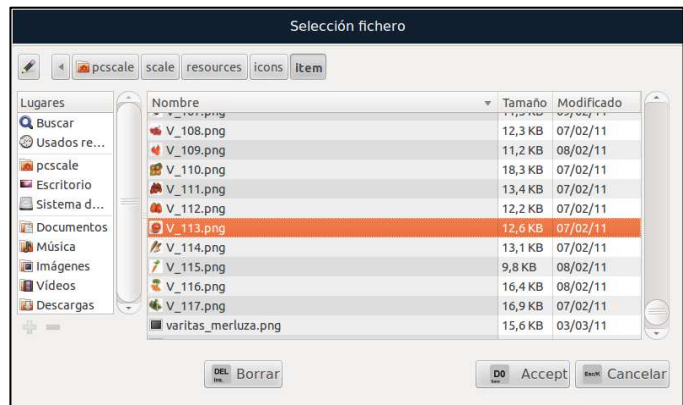 Selección fichero
pcscale scale resources icons item
Lugares
Buscar
Usados re...
pcscale
Escritorio
Sistema d...
Documentos
Música
Imágenes
Vídeos
Descargas
Nombre Tamaño Modificado
V_108.png 12,3 KB 07/02/11
V_109.png 11,2 KB 08/02/11
V_110.png 18,3 KB 07/02/11
V_111.png 13,4 KB 07/02/11
V_112.png 12,2 KB 07/02/11
V_113.png 12,6 KB 07/02/11
V_114.png 13,1 KB 07/02/11
V_115.png 9,8 KB 08/02/11
V_116.png 16,4 KB 08/02/11
V_117.png 16,9 KB 07/02/11
varitas_merluza.png 15,6 KB 03/03/11
DEL Borrar D0 Accept Cancelar